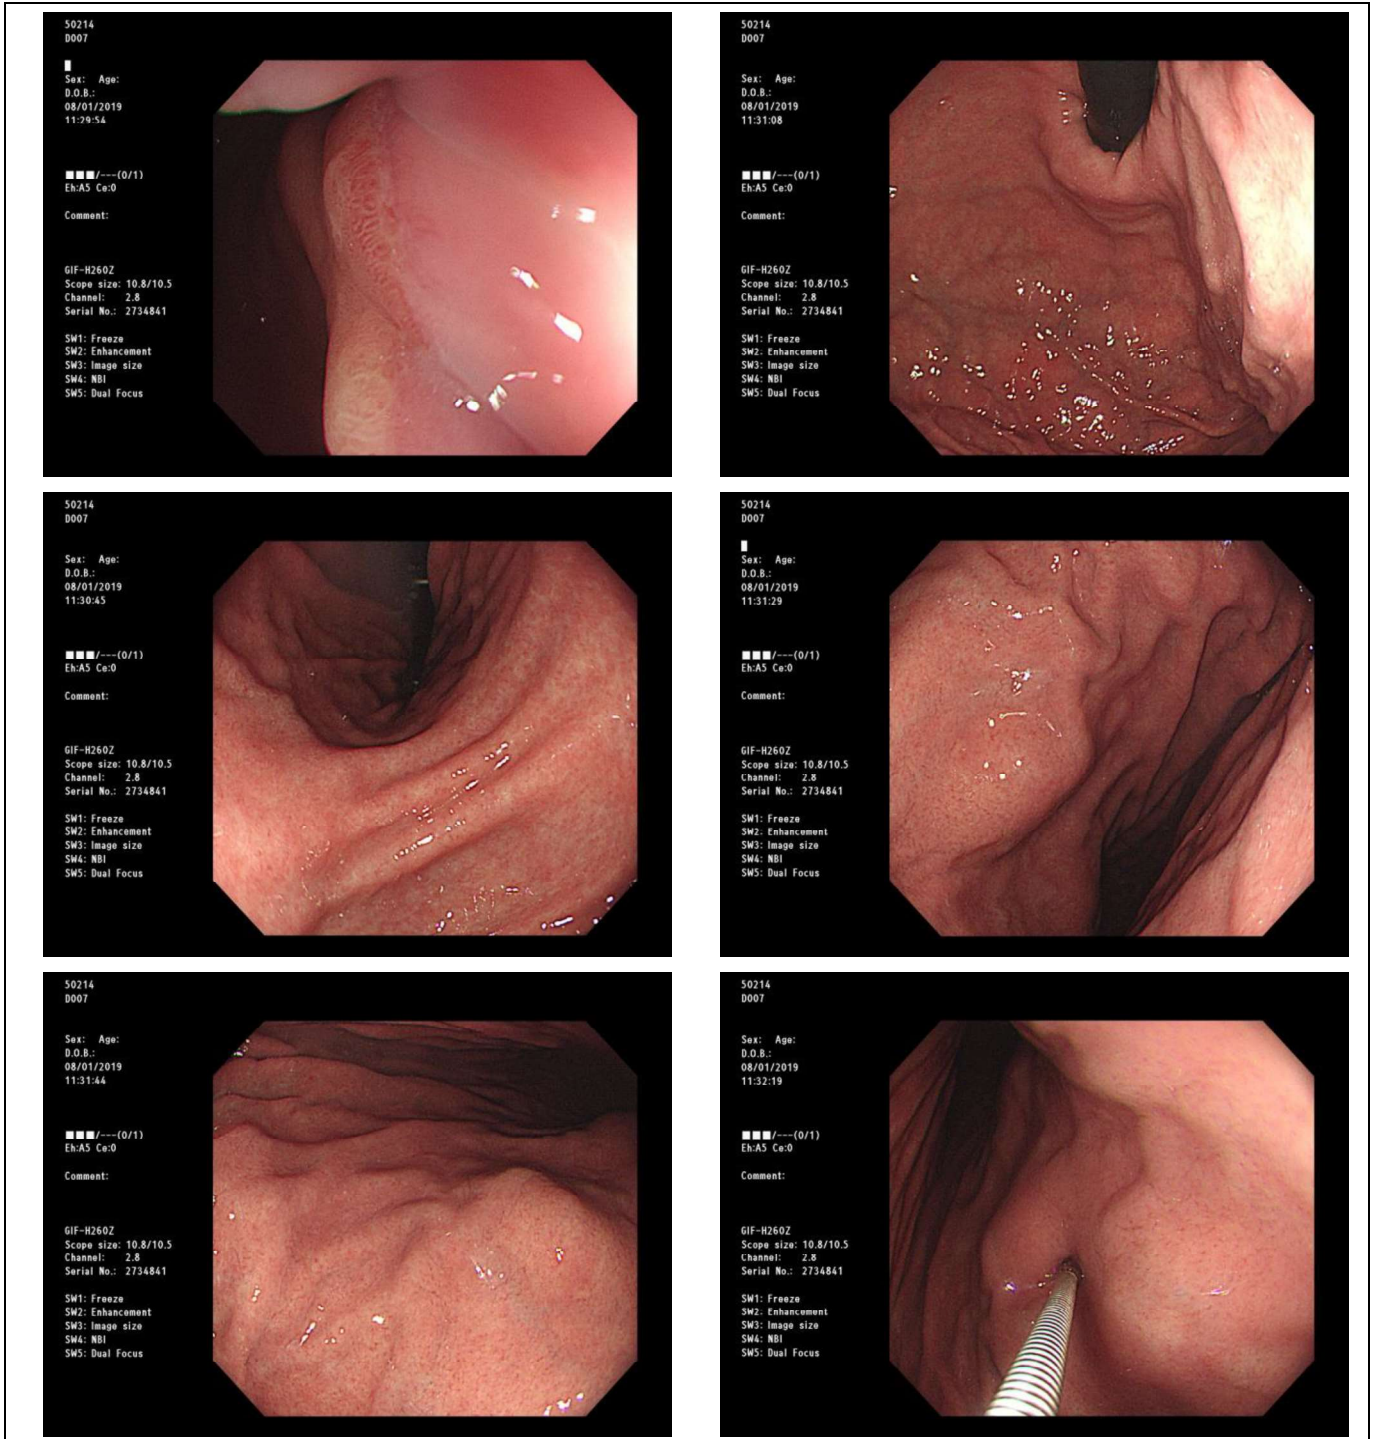 50214
D007
Sex: Age:
D.O.B.:
08/01/2019
11:29:54
■■■/---(0/1)
Eh:A5 Ce:0
Comment:
GIF-H260Z
Scope size: 10.8/10.5
Channel: 2.8
Serial No.: 2734841
SW1: Freeze
SW2: Enhancement
SW3: Image size
SW4: NBI
SW5: Dual Focus
50214
D007
Sex: Age:
D.O.B.:
08/01/2019
11:31:08
■■■/---(0/1)
Eh:A5 Ce:0
Comment:
GIF-H260Z
Scope size: 10.8/10.5
Channel: 2.8
Serial No.: 2734841
SW1: Freeze
SW2: Enhancement
SW3: Image size
SW4: NBI
SW5: Dual Focus
50214
D007
Sex: Age:
D.O.B.:
08/01/2019
11:30:45
■■■/---(0/1)
Eh:A5 Ce:0
Comment:
GIF-H260Z
Scope size: 10.8/10.5
Channel: 2.8
Serial No.: 2734841
SW1: Freeze
SW2: Enhancement
SW3: Image size
SW4: NBI
SW5: Dual Focus
50214
D007
Sex: Age:
D.O.B.:
08/01/2019
11:31:29
■■■/---(0/1)
Eh:A5 Ce:0
Comment:
GIF-H260Z
Scope size: 10.8/10.5
Channel: 2.8
Serial No.: 2734841
SW1: Freeze
SW2: Enhancement
SW3: Image size
SW4: NBI
SW5: Dual Focus
50214
D007
Sex: Age:
D.O.B.:
08/01/2019
11:31:44
■■■/---(0/1)
Eh:A5 Ce:0
Comment:
GIF-H260Z
Scope size: 10.8/10.5
Channel: 2.8
Serial No.: 2734841
SW1: Freeze
SW2: Enhancement
SW3: Image size
SW4: NBI
SW5: Dual Focus
50214
D007
Sex: Age:
D.O.B.:
08/01/2019
11:32:19
■■■/---(0/1)
Eh:A5 Ce:0
Comment:
GIF-H260Z
Scope size: 10.8/10.5
Channel: 2.8
Serial No.: 2734841
SW1: Freeze
SW2: Enhancement
SW3: Image size
SW4: NBI
SW5: Dual Focus